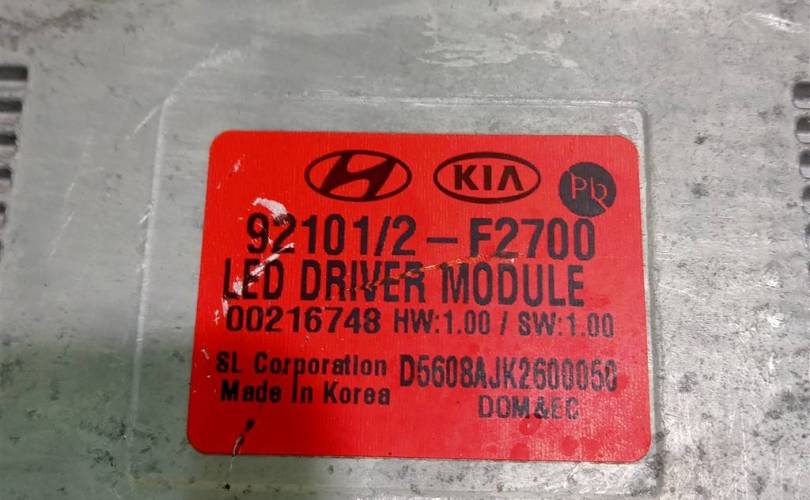 H KIA Pb
92101/2-F2700
LED DRIVER MODULE
00216748 HW:1.00 / SW:1.00
SL Corporation D5608AJK2600050
Made In Korea DOM&EC